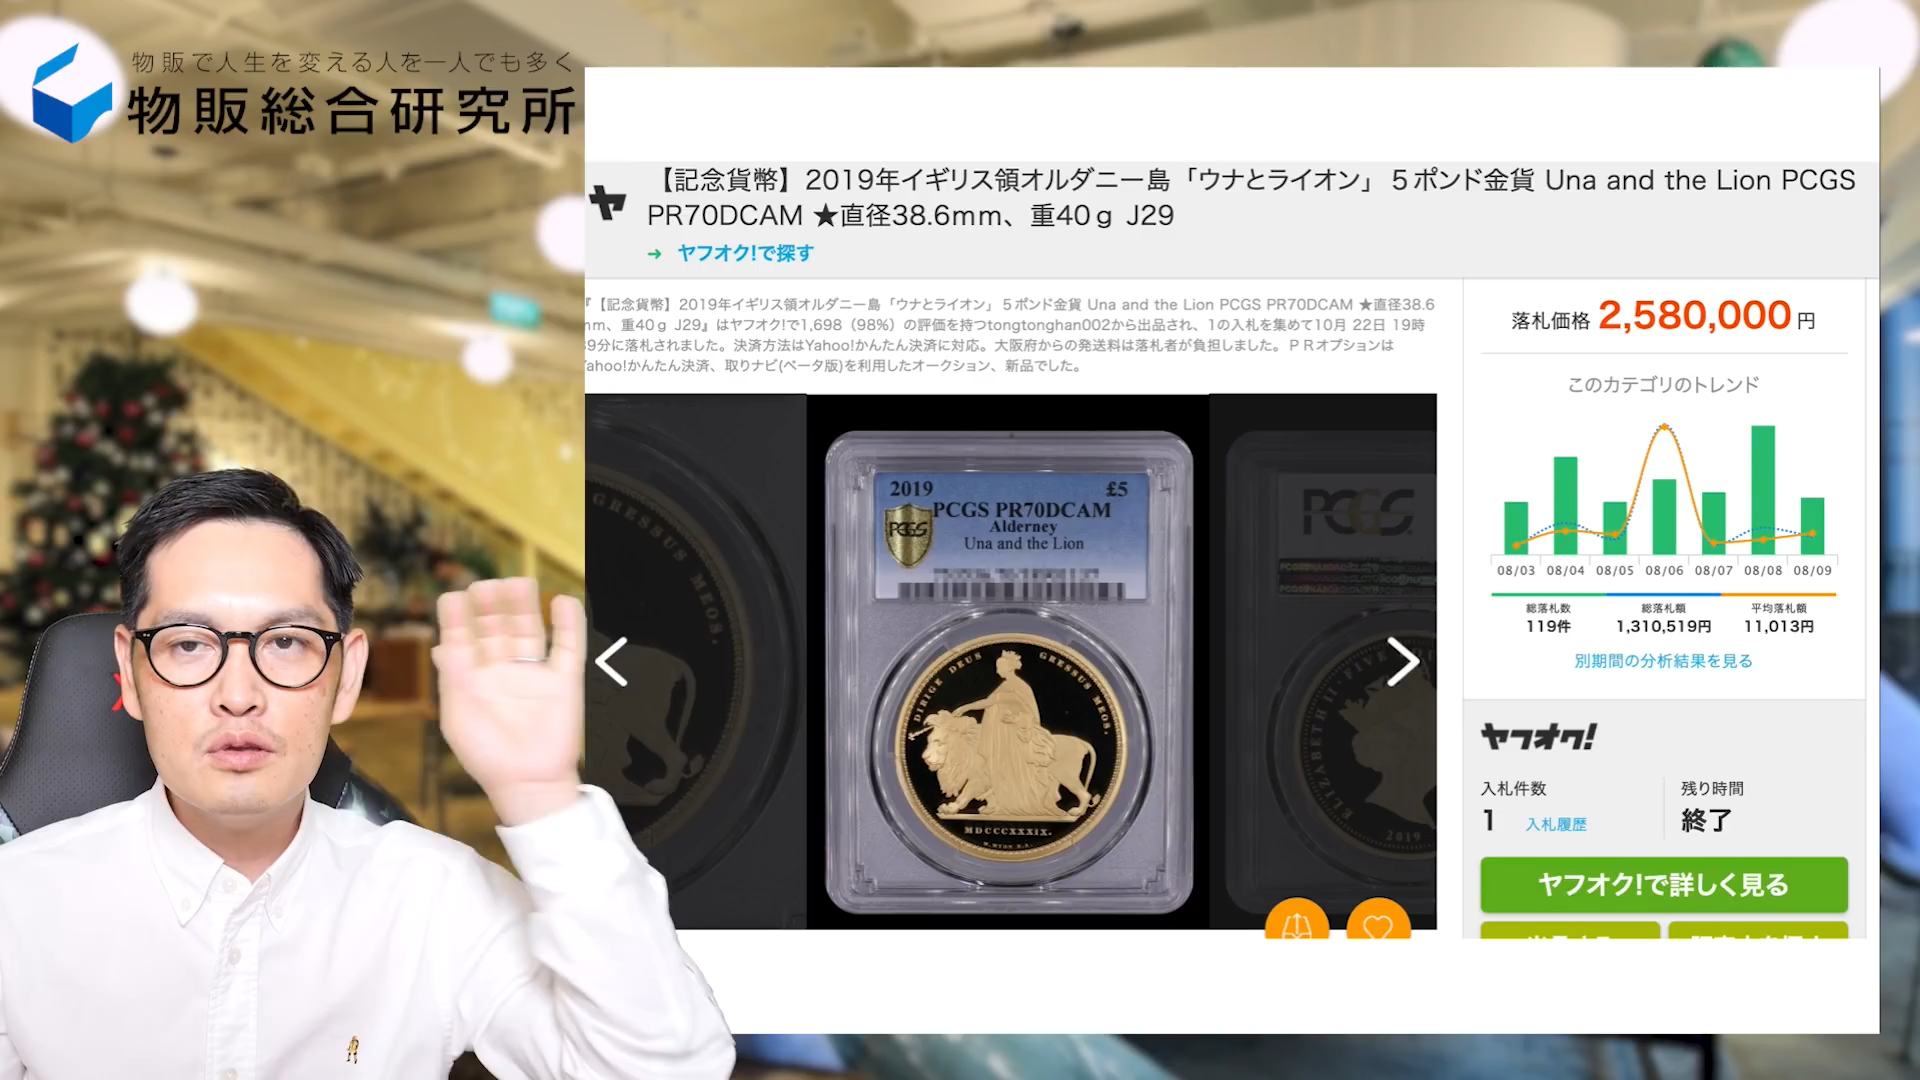 物販で人生を変える人を一人でも多く
物販総合研究所
【記念貨幣】2019年イギリス領オルダニー島「ウナとライオン」５ポンド金貨 Una and the Lion PCGS
PR70DCAM ★直径38.6mm、重40ｇ J29
→ ヤフオク!で探す
『【記念貨幣】2019年イギリス領オルダニー島「ウナとライオン」５ポンド金貨 Una and the Lion PCGS PR70DCAM ★直径38.6
mm、重40ｇ J29』はヤフオク!で1,698（98%）の評価を持つtongtonghan002から出品され、1の入札を集めて10月 22日 19時
9分に落札されました。決済方法はYahoo!かんたん決済に対応。大阪府からの発送料は落札者が負担しました。ＰＲオプションは
Yahoo!かんたん決済、取りナビ(ベータ版)を利用したオークション、新品でした。
2019 £5
PCGS PR70DCAM
PCGS
Alderney
Una and the Lion
DIRIGE DEUS GRESSUS MEOS.
MDCCCXXXIX.
GRESSUS MEOS.
PCGS
ELIZABETH II · FIVE
2019
落札価格 2,580,000 円
このカテゴリのトレンド
08/03 08/04 08/05 08/06 08/07 08/08 08/09
総落札数 総落札額 平均落札額
119件 1,310,519円 11,013円
別期間の分析結果を見る
ヤフオク!
入札件数 残り時間
1 入札履歴 終了
ヤフオク!で詳しく見る